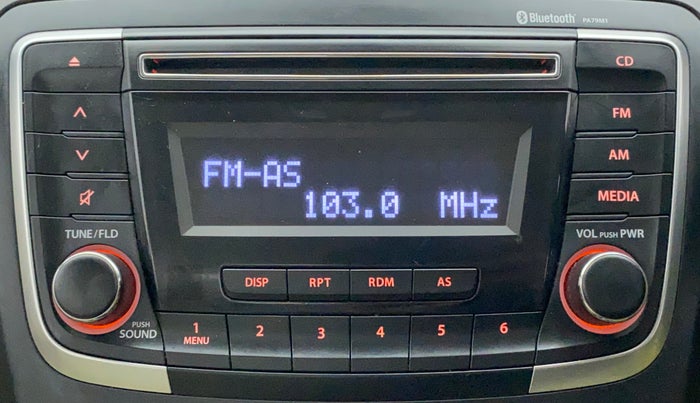 Bluetooth PA79M1
CD
FM-AS
103.0 MHz
FM
AM
MEDIA
TUNE/FLD
VOL PUSH PWR
DISP RPT RDM AS
PUSH
SOUND
1 2 3 4 5 6
MENU